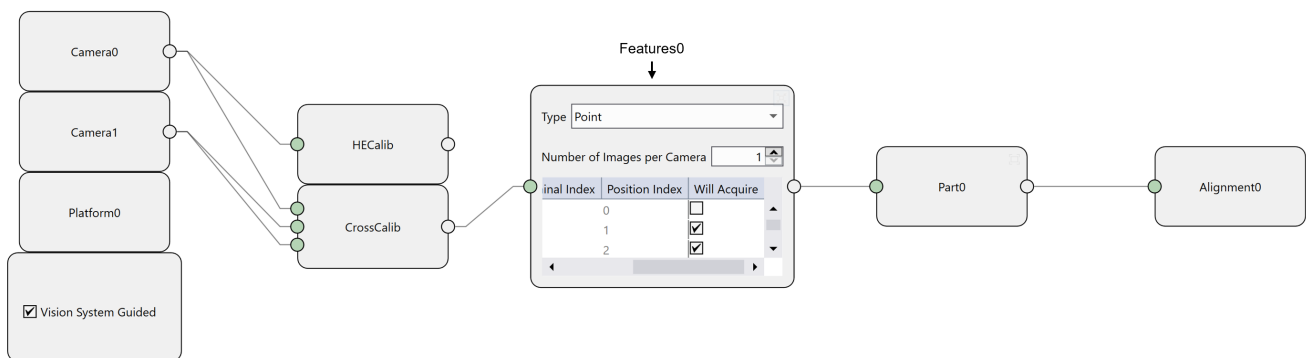 Camera0
Camera1
Platform0
Vision System Guided
HECalib
CrossCalib
Features0
Type Point
Number of Images per Camera 1
inal Index Position Index Will Acquire
0
1
2
Part0
Alignment0